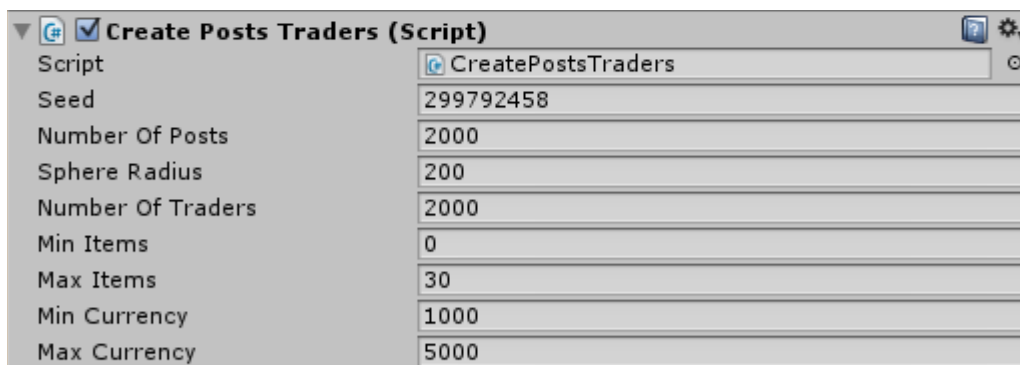 Create Posts Traders (Script)
Script CreatePostsTraders
Seed 299792458
Number Of Posts 2000
Sphere Radius 200
Number Of Traders 2000
Min Items 0
Max Items 30
Min Currency 1000
Max Currency 5000